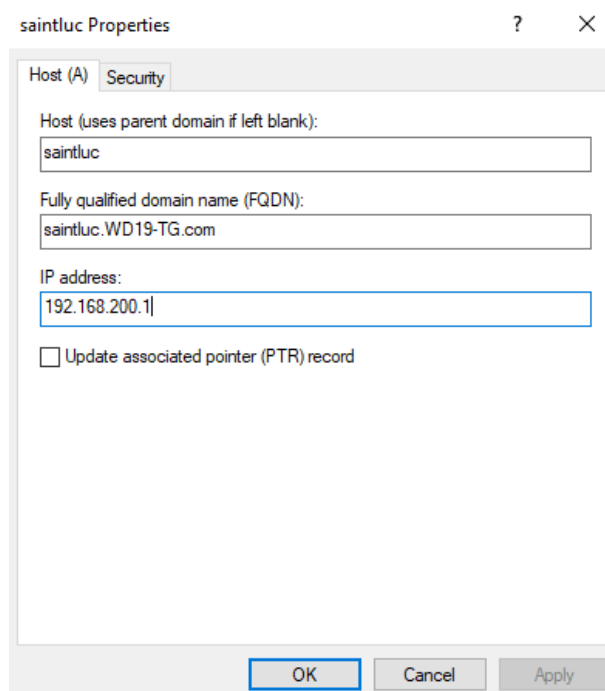 saintluc Properties
?
Host (A)
Security
Host (uses parent domain if left blank):
saintluc
Fully qualified domain name (FQDN):
saintluc.WD19-TG.com
IP address:
192.168.200.1
Update associated pointer (PTR) record
OK
Cancel
Apply